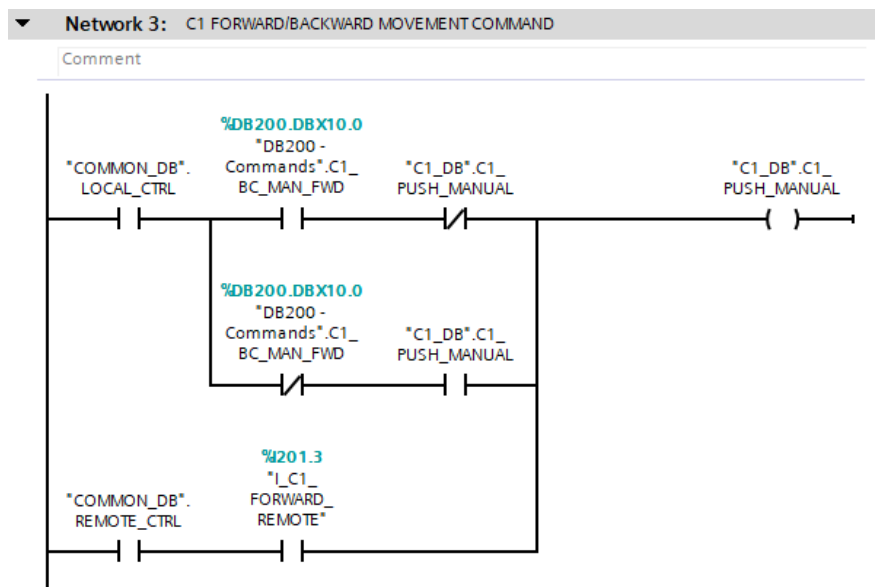 Network 3: C1 FORWARD/BACKWARD MOVEMENT COMMAND
Comment
%DB200.DBX10.0
"DB200 -
Commands".C1_
BC_MAN_FWD
"COMMON_DB".
LOCAL_CTRL
"C1_DB".C1_
PUSH_MANUAL
"C1_DB".C1_
PUSH_MANUAL
%DB200.DBX10.0
"DB200 -
Commands".C1_
BC_MAN_FWD
"C1_DB".C1_
PUSH_MANUAL
%I201.3
"I_C1_
FORWARD_
REMOTE"
"COMMON_DB".
REMOTE_CTRL